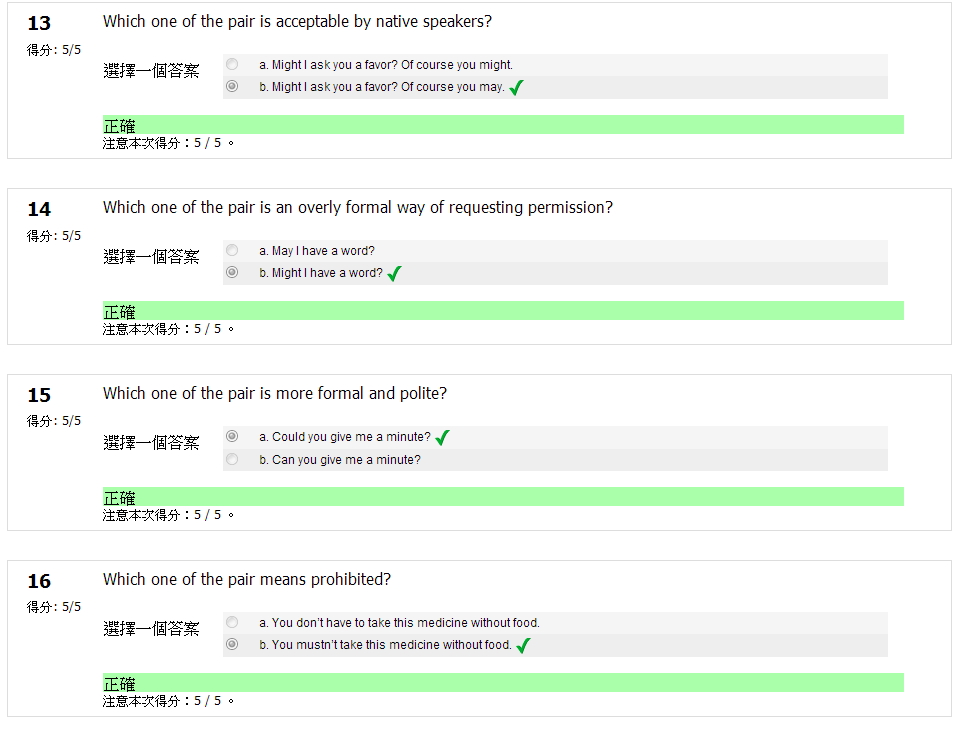 13
Which one of the pair is acceptable by native speakers?
得分: 5/5
選擇一個答案
a. Might I ask you a favor? Of course you might.
b. Might I ask you a favor? Of course you may.
正確
注意本次得分：5 / 5 。
14
Which one of the pair is an overly formal way of requesting permission?
得分: 5/5
選擇一個答案
a. May I have a word?
b. Might I have a word?
正確
注意本次得分：5 / 5 。
15
Which one of the pair is more formal and polite?
得分: 5/5
選擇一個答案
a. Could you give me a minute?
b. Can you give me a minute?
正確
注意本次得分：5 / 5 。
16
Which one of the pair means prohibited?
得分: 5/5
選擇一個答案
a. You don't have to take this medicine without food.
b. You mustn't take this medicine without food.
正確
注意本次得分：5 / 5 。